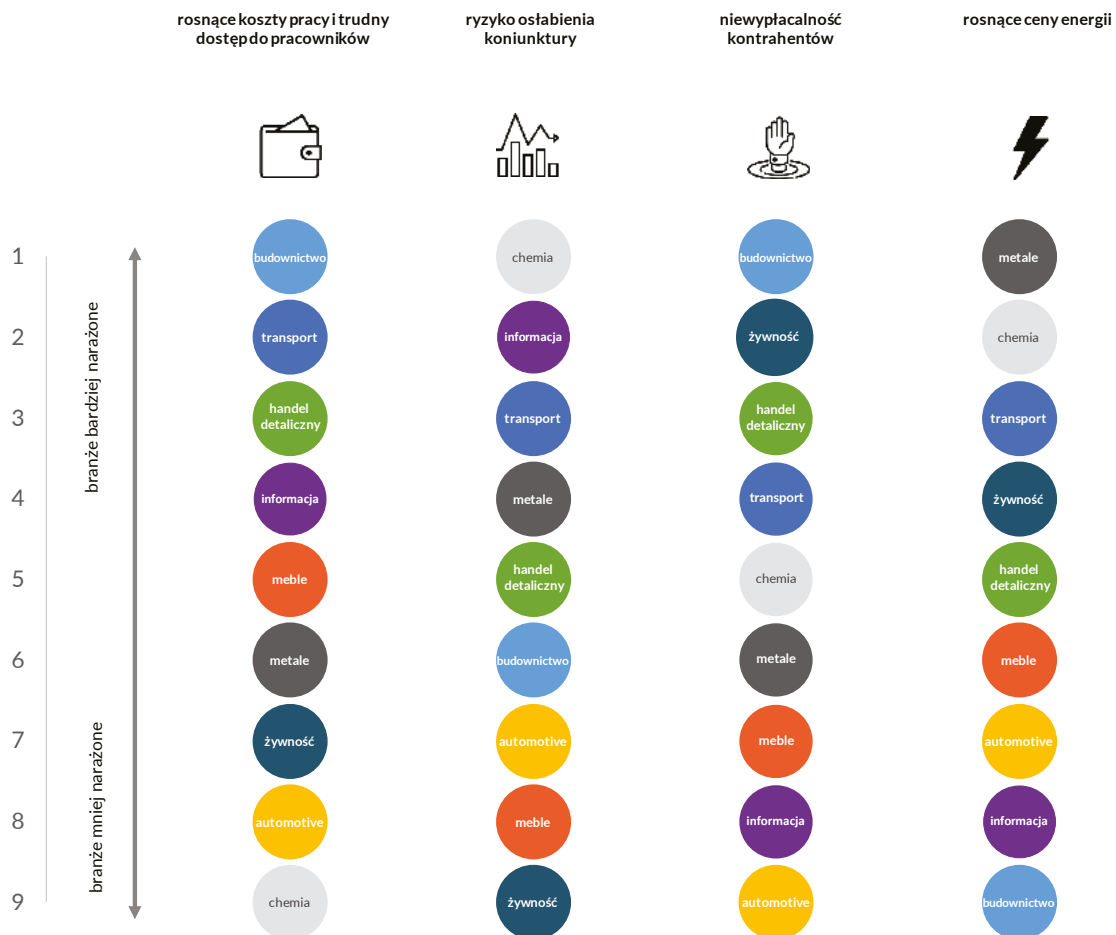 rosnące koszty pracy i trudny
dostęp do pracowników
ryzyko osłabienia
koniunktury
niewypłacalność
kontrahentów
rosnące ceny energii
branże bardziej narażone
branże mniej narażone
1
budownictwo
chemia
budownictwo
metale
2
transport
informacja
żywność
chemia
3
handel
detaliczny
transport
handel
detaliczny
transport
4
informacja
metale
transport
żywność
5
meble
handel
detaliczny
chemia
handel
detaliczny
6
metale
budownictwo
metale
meble
7
żywność
automotive
meble
automotive
8
automotive
meble
informacja
informacja
9
chemia
żywność
automotive
budownictwo